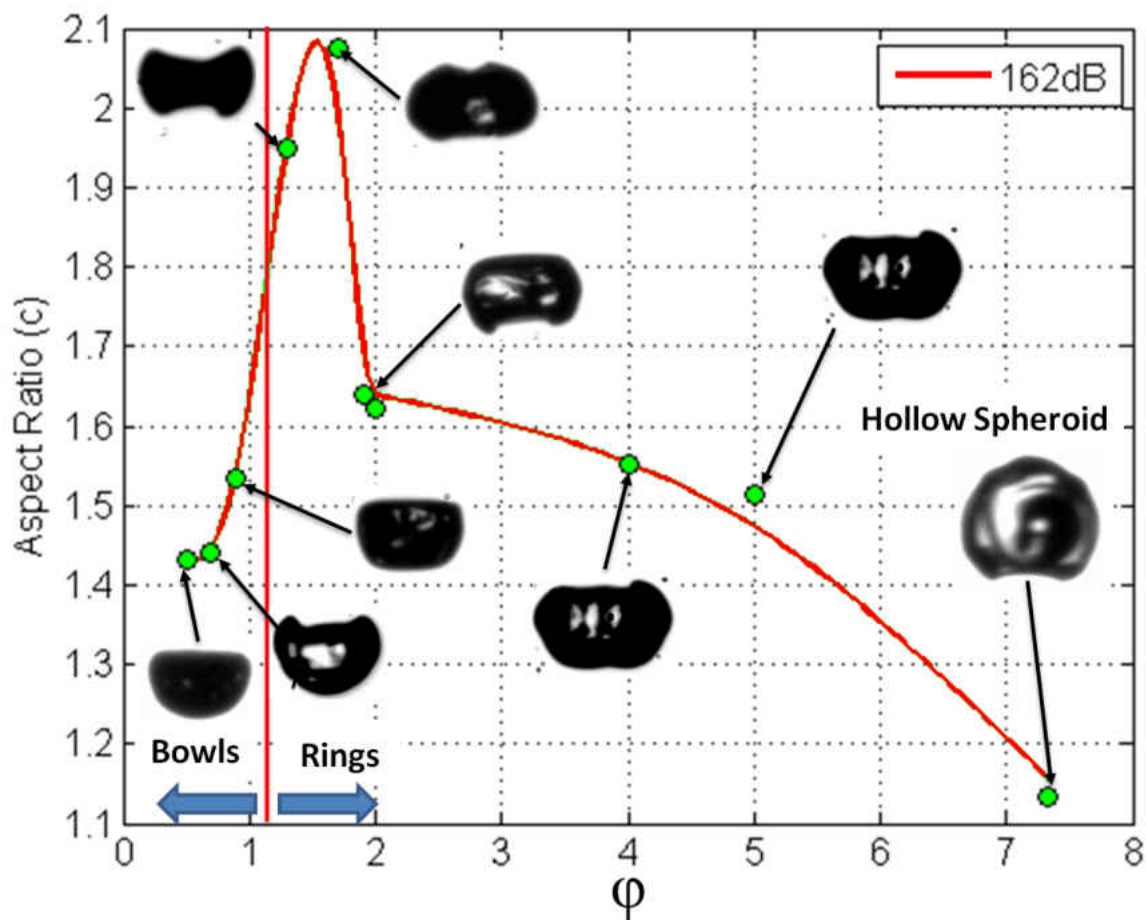 2.1
2
1.9
1.8
1.7
1.6
1.5
1.4
1.3
1.2
1.1
Aspect Ratio (c)
162dB
Hollow Spheroid
Bowls
Rings
0 1 2 3 4 5 6 7 8
φ